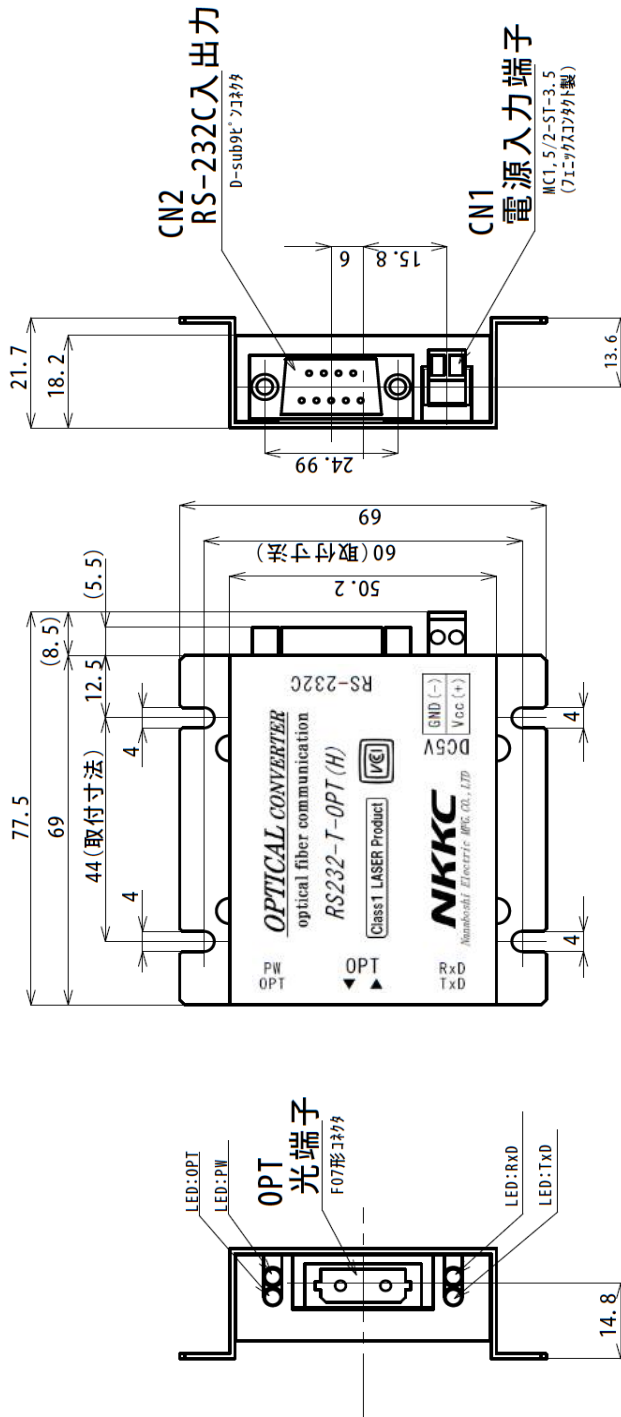 CN2
RS-232C入出力
D-sub9ピンコネクタ
CN1
電源入力端子
MC1,5/2-ST-3.5
(フェニックスコンタクト製)
21.7
18.2
6
15.8
24.99
13.6
77.5
69
(8.5)
(5.5)
12.5
44(取付寸法)
4
4
4
4
69
60(取付寸法)
50.2
OPTICAL CONVERTER
optical fiber communication
RS232-T-OPT(H)
Class1 LASER Product
VCCI
NKKC
Nannboshi Electric MFG. CO., LTD
RS-232C
GND(-)
Vcc(+)
DC5V
PW
OPT
OPT
▼ ▲
RxD
TxD
LED:OPT
LED:PW
OPT
光端子
F07形コネクタ
LED:RxD
LED:TxD
14.8